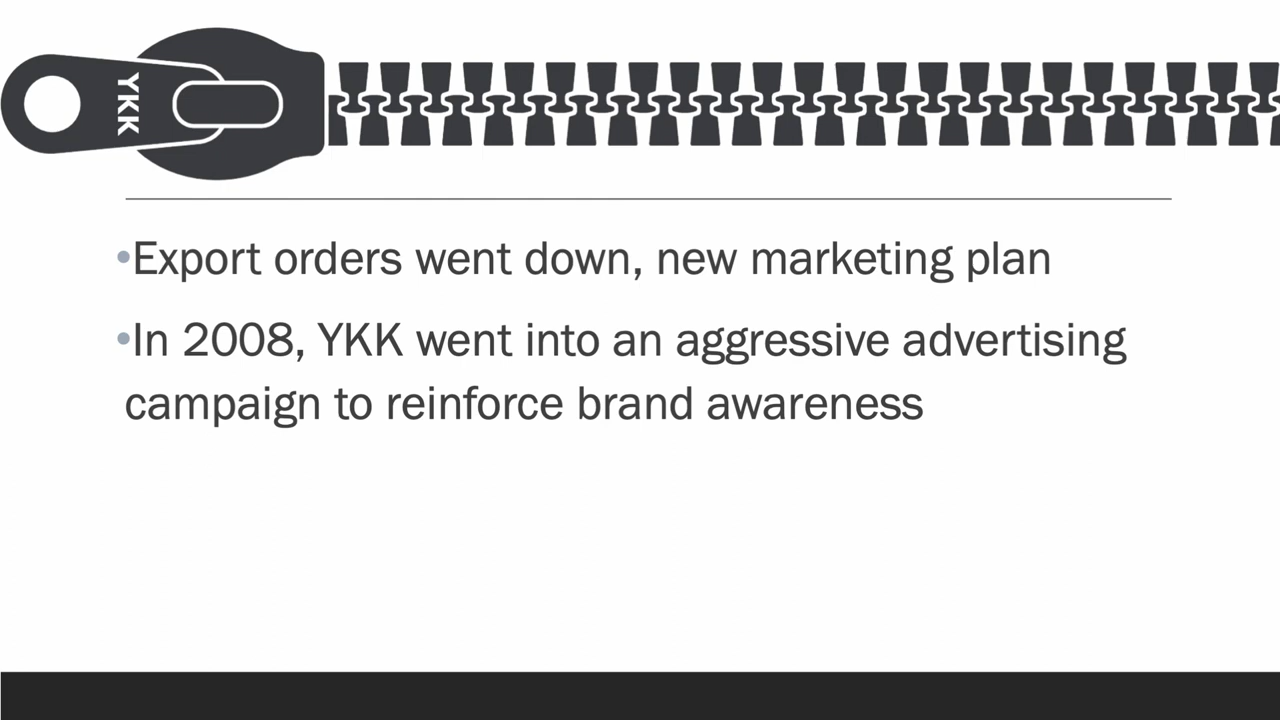 YKK
•Export orders went down, new marketing plan
•In 2008, YKK went into an aggressive advertising
campaign to reinforce brand awareness